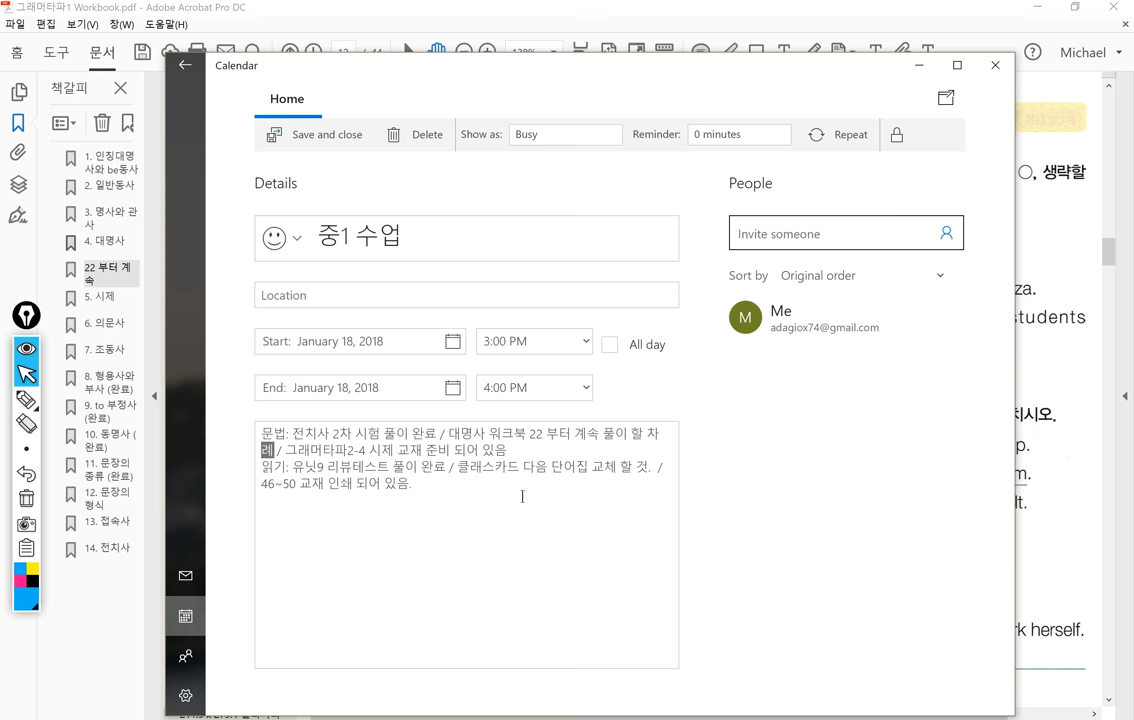 그래머타파1 Workbook.pdf - Adobe Acrobat Pro DC
파일 편집 보기(V) 창(W) 도움말(H)
홈 도구 문서
Michael
책갈피
1. 인칭대명사와 be동사
2. 일반동사
3. 명사와 관사
4. 대명사
22 부터 계속
5. 시제
6. 의문사
7. 조동사
8. 형용사와 부사 (완료)
9. to 부정사 (완료)
10. 동명사 (완료)
11. 문장의 종류 (완료)
12. 문장의 형식
13. 접속사
14. 전치사
Calendar
Home
Save and close Delete Show as: Busy Reminder: 0 minutes Repeat
Details
중1 수업
Location
Start: January 18, 2018 3:00 PM All day
End: January 18, 2018 4:00 PM
문법: 전치사 2차 시험 풀이 완료 / 대명사 워크북 22 부터 계속 풀이 할 차
례 / 그래머타파2-4 시제 교재 준비 되어 있음
읽기: 유닛9 리뷰테스트 풀이 완료 / 클래스카드 다음 단어집 교체 할 것. /
46~50 교재 인쇄 되어 있음.
People
Invite someone
Sort by Original order
M
Me
adagiox74@gmail.com
○, 생략할
za.
students
치시오.
p.
m.
lt.
rk herself.